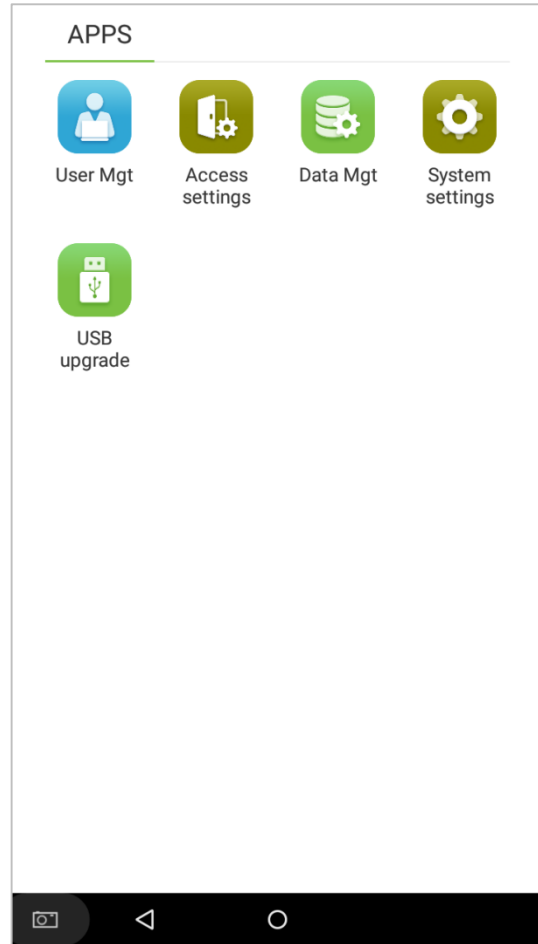 APPS
User Mgt
Access
settings
Data Mgt
System
settings
USB
upgrade